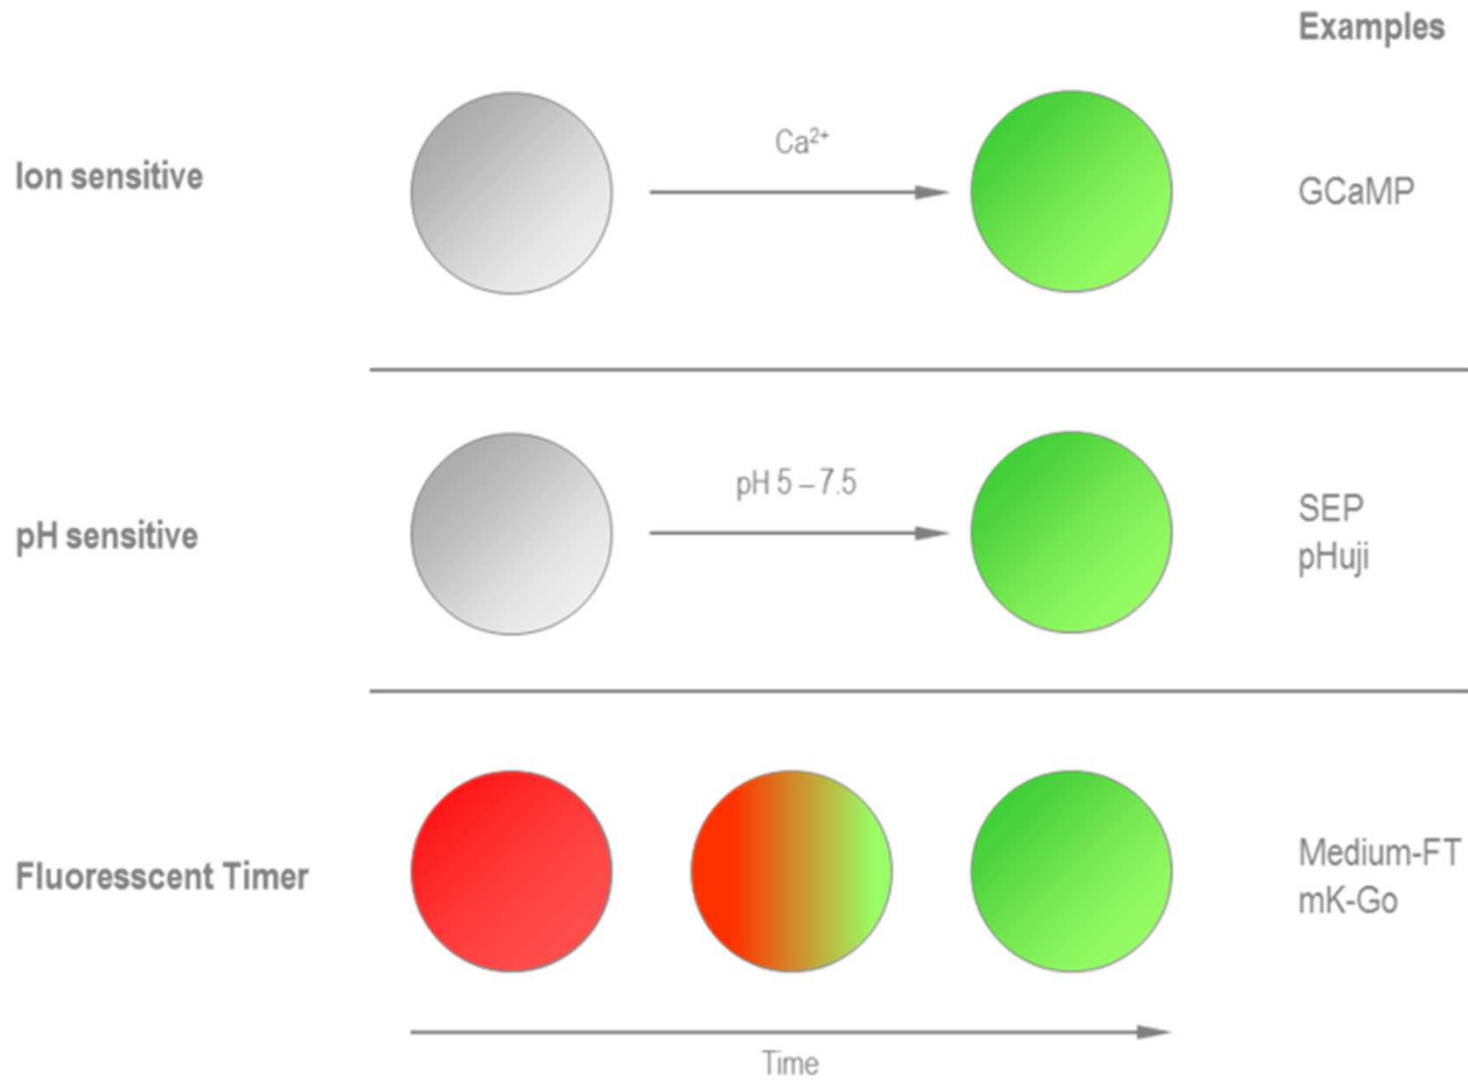 Examples
Ion sensitive
Ca²⁺
GCaMP
pH sensitive
pH 5 – 7.5
SEP
pHuji
Fluoresscent Timer
Medium-FT
mK-Go
Time